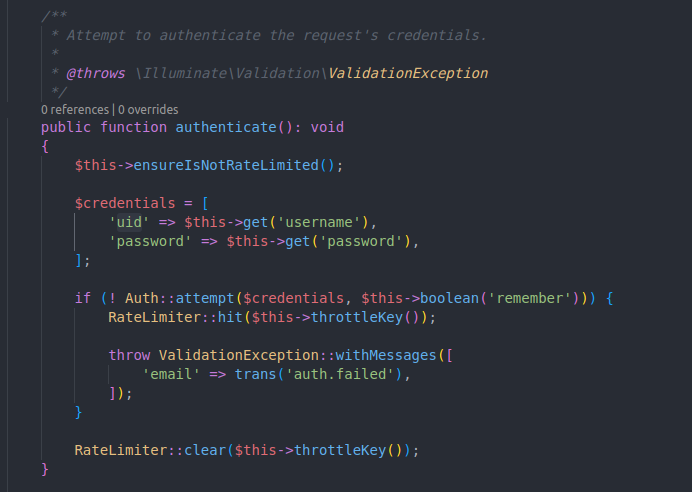 /**
 * Attempt to authenticate the request's credentials.
 *
 * @throws \Illuminate\Validation\ValidationException
 */
0 references | 0 overrides
public function authenticate(): void
{
    $this->ensureIsNotRateLimited();

    $credentials = [
        'uid' => $this->get('username'),
        'password' => $this->get('password'),
    ];

    if (! Auth::attempt($credentials, $this->boolean('remember'))) {
        RateLimiter::hit($this->throttleKey());

        throw ValidationException::withMessages([
            'email' => trans('auth.failed'),
        ]);
    }

    RateLimiter::clear($this->throttleKey());
}